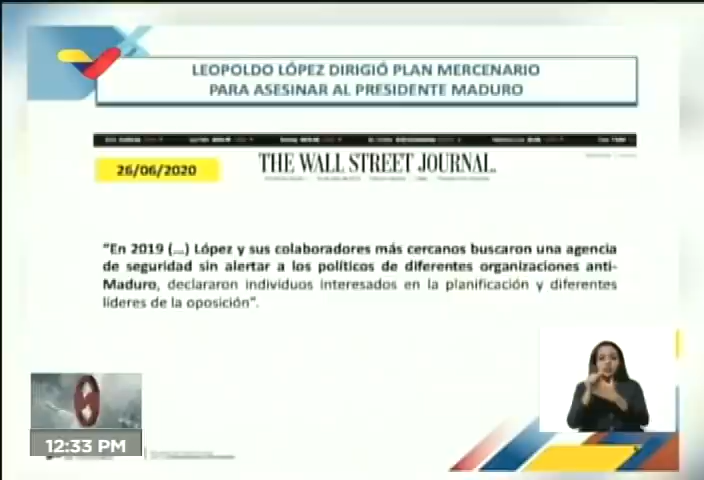 LEOPOLDO LÓPEZ DIRIGIÓ PLAN MERCENARIO
PARA ASESINAR AL PRESIDENTE MADURO
26/06/2020
THE WALL STREET JOURNAL.
"En 2019 (...) López y sus colaboradores más cercanos buscaron una agencia
de seguridad sin alertar a los políticos de diferentes organizaciones anti-
Maduro, declararon individuos interesados en la planificación y diferentes
líderes de la oposición".
12:33 PM